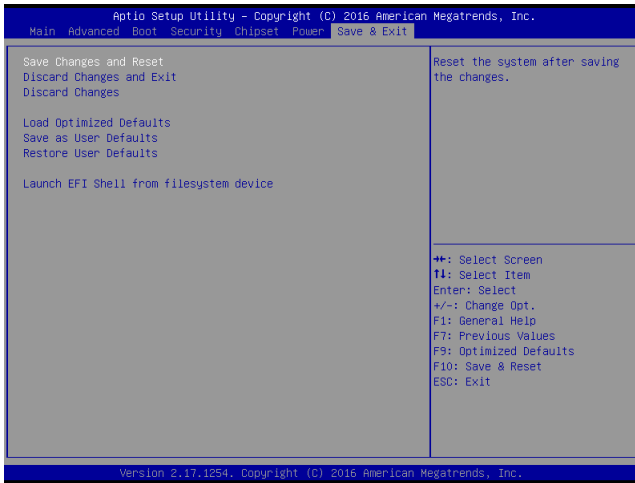 Aptio Setup Utility – Copyright (C) 2016 American Megatrends, Inc.
Main Advanced Boot Security Chipset Power Save & Exit
Save Changes and Reset
Discard Changes and Exit
Discard Changes
Load Optimized Defaults
Save as User Defaults
Restore User Defaults
Launch EFI Shell from filesystem device
Reset the system after saving
the changes.
→←: Select Screen
↑↓: Select Item
Enter: Select
+/-: Change Opt.
F1: General Help
F7: Previous Values
F9: Optimized Defaults
F10: Save & Reset
ESC: Exit
Version 2.17.1254. Copyright (C) 2016 American Megatrends, Inc.